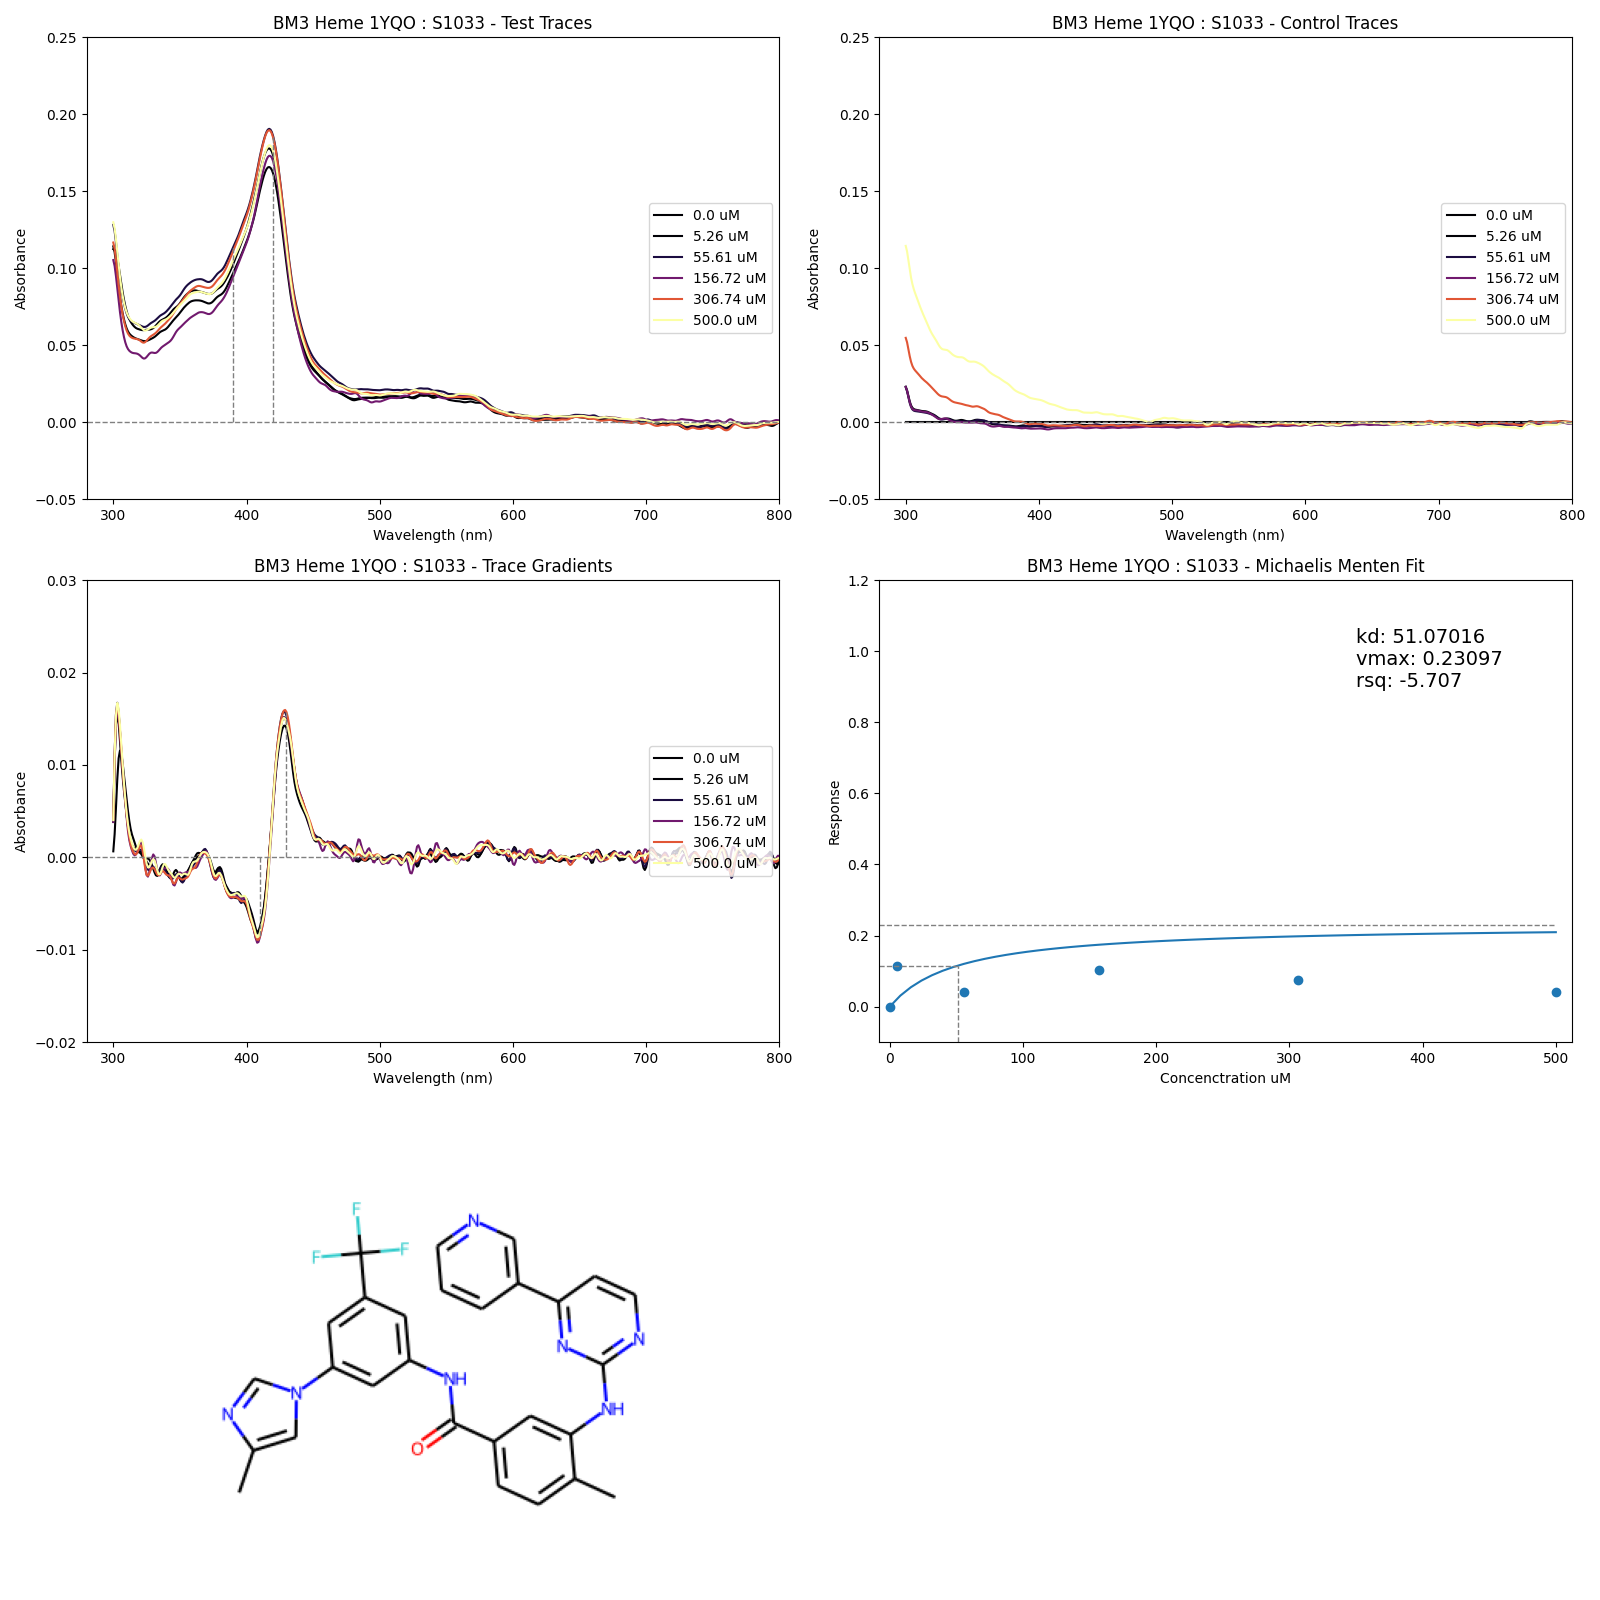 BM3 Heme 1YQO : S1033 - Test Traces
0.25
0.20
0.15
0.10
0.05
0.00
−0.05
Absorbance
300
400
500
600
700
800
Wavelength (nm)
0.0 uM
5.26 uM
55.61 uM
156.72 uM
306.74 uM
500.0 uM
BM3 Heme 1YQO : S1033 - Control Traces
0.25
0.20
0.15
0.10
0.05
0.00
−0.05
Absorbance
300
400
500
600
700
800
Wavelength (nm)
0.0 uM
5.26 uM
55.61 uM
156.72 uM
306.74 uM
500.0 uM
BM3 Heme 1YQO : S1033 - Trace Gradients
0.03
0.02
0.01
0.00
−0.01
−0.02
Absorbance
300
400
500
600
700
800
Wavelength (nm)
0.0 uM
5.26 uM
55.61 uM
156.72 uM
306.74 uM
500.0 uM
BM3 Heme 1YQO : S1033 - Michaelis Menten Fit
1.2
1.0
0.8
0.6
0.4
0.2
0.0
Response
0
100
200
300
400
500
Concenctration uM
kd: 51.07016
vmax: 0.23097
rsq: -5.707
F
F
F
N
N
N
NH
N
N
NH
O